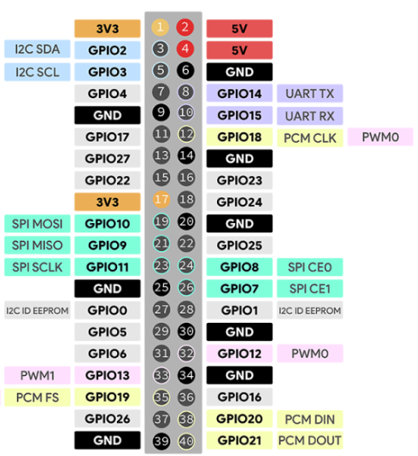 3V3 1 2 5V
I2C SDA GPIO2 3 4 5V
I2C SCL GPIO3 5 6 GND
GPIO4 7 8 GPIO14 UART TX
GND 9 10 GPIO15 UART RX
GPIO17 11 12 GPIO18 PCM CLK PWM0
GPIO27 13 14 GND
GPIO22 15 16 GPIO23
3V3 17 18 GPIO24
SPI MOSI GPIO10 19 20 GND
SPI MISO GPIO9 21 22 GPIO25
SPI SCLK GPIO11 23 24 GPIO8 SPI CE0
GND 25 26 GPIO7 SPI CE1
I2C ID EEPROM GPIO0 27 28 GPIO1 I2C ID EEPROM
GPIO5 29 30 GND
GPIO6 31 32 GPIO12 PWM0
PWM1 GPIO13 33 34 GND
PCM FS GPIO19 35 36 GPIO16
GPIO26 37 38 GPIO20 PCM DIN
GND 39 40 GPIO21 PCM DOUT